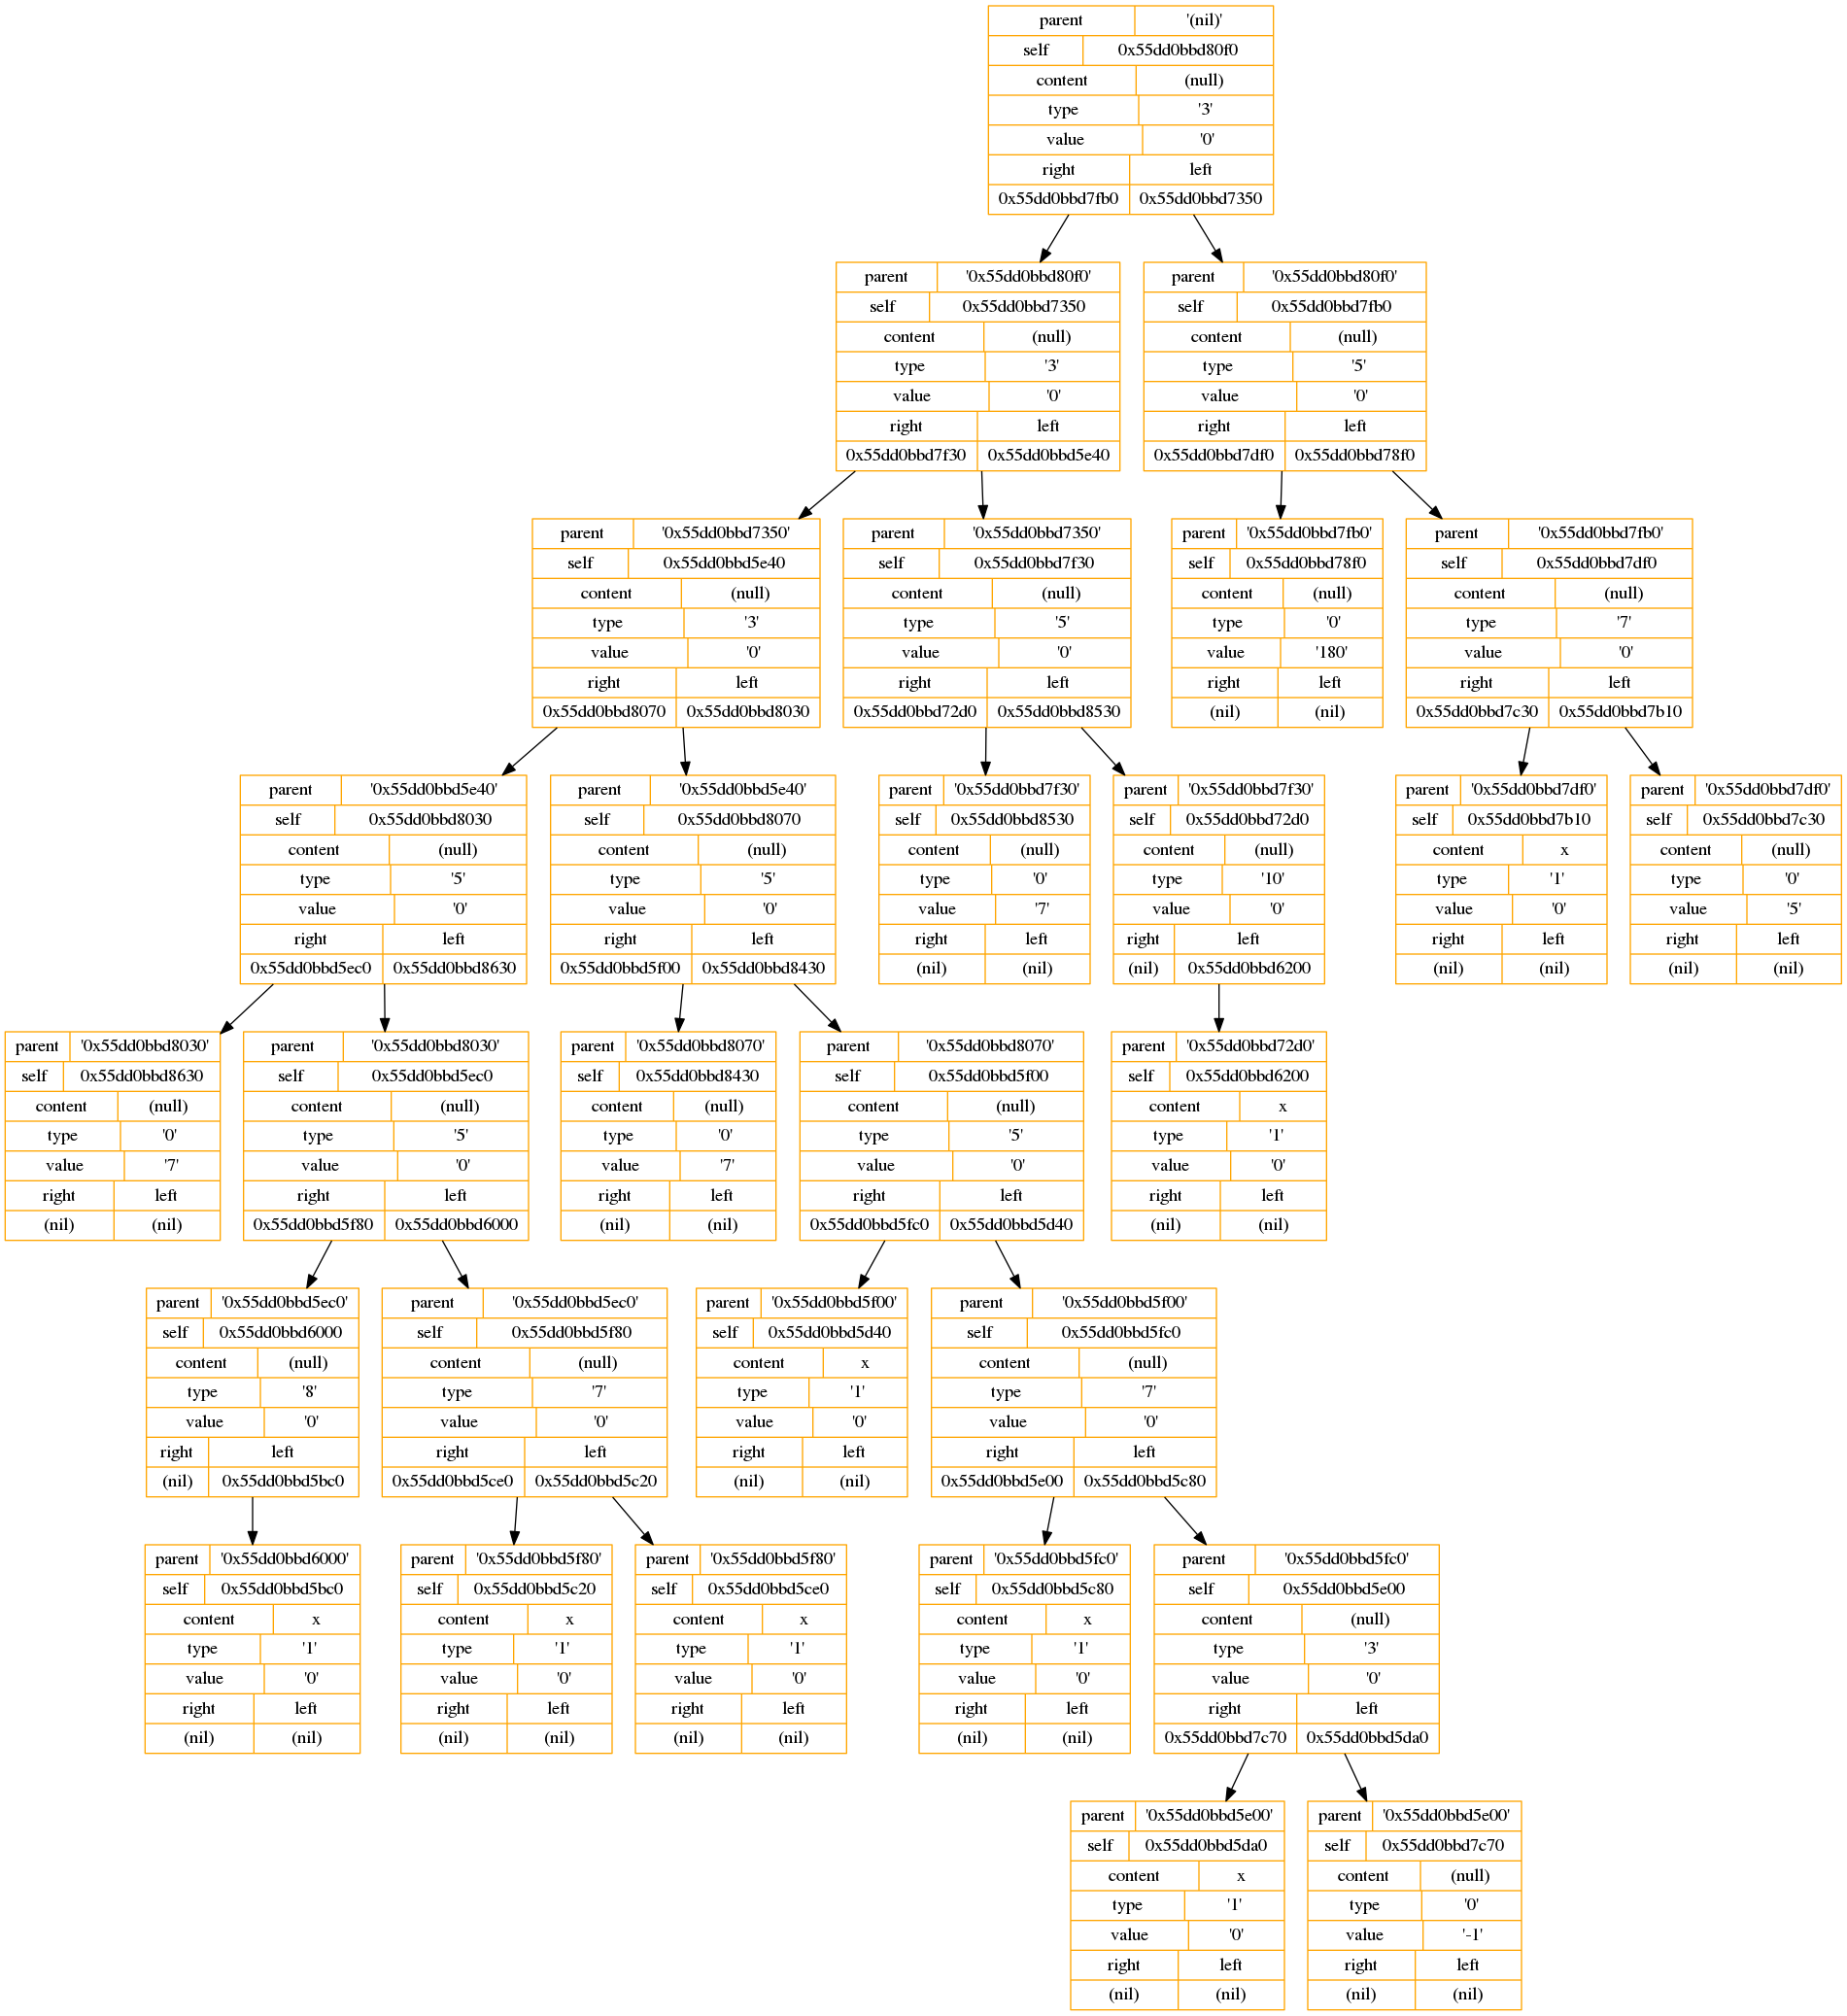 parent '(nil)'
self 0x55dd0bbd80f0
content (null)
type '3'
value '0'
right left
0x55dd0bbd7fb0 0x55dd0bbd7350
parent '0x55dd0bbd80f0'
self 0x55dd0bbd7350
content (null)
type '3'
value '0'
right left
0x55dd0bbd7f30 0x55dd0bbd5e40
parent '0x55dd0bbd80f0'
self 0x55dd0bbd7fb0
content (null)
type '5'
value '0'
right left
0x55dd0bbd7df0 0x55dd0bbd78f0
parent '0x55dd0bbd7350'
self 0x55dd0bbd5e40
content (null)
type '3'
value '0'
right left
0x55dd0bbd8070 0x55dd0bbd8030
parent '0x55dd0bbd7350'
self 0x55dd0bbd7f30
content (null)
type '5'
value '0'
right left
0x55dd0bbd72d0 0x55dd0bbd8530
parent '0x55dd0bbd7fb0'
self 0x55dd0bbd78f0
content (null)
type '0'
value '180'
right left
(nil) (nil)
parent '0x55dd0bbd7fb0'
self 0x55dd0bbd7df0
content (null)
type '7'
value '0'
right left
0x55dd0bbd7c30 0x55dd0bbd7b10
parent '0x55dd0bbd5e40'
self 0x55dd0bbd8030
content (null)
type '5'
value '0'
right left
0x55dd0bbd5ec0 0x55dd0bbd8630
parent '0x55dd0bbd5e40'
self 0x55dd0bbd8070
content (null)
type '5'
value '0'
right left
0x55dd0bbd5f00 0x55dd0bbd8430
parent '0x55dd0bbd7f30'
self 0x55dd0bbd8530
content (null)
type '0'
value '7'
right left
(nil) (nil)
parent '0x55dd0bbd7f30'
self 0x55dd0bbd72d0
content (null)
type '10'
value '0'
right left
(nil) 0x55dd0bbd6200
parent '0x55dd0bbd7df0'
self 0x55dd0bbd7b10
content x
type '1'
value '0'
right left
(nil) (nil)
parent '0x55dd0bbd7df0'
self 0x55dd0bbd7c30
content (null)
type '0'
value '5'
right left
(nil) (nil)
parent '0x55dd0bbd8030'
self 0x55dd0bbd8630
content (null)
type '0'
value '7'
right left
(nil) (nil)
parent '0x55dd0bbd8030'
self 0x55dd0bbd5ec0
content (null)
type '5'
value '0'
right left
0x55dd0bbd5f80 0x55dd0bbd6000
parent '0x55dd0bbd8070'
self 0x55dd0bbd8430
content (null)
type '0'
value '7'
right left
(nil) (nil)
parent '0x55dd0bbd8070'
self 0x55dd0bbd5f00
content (null)
type '5'
value '0'
right left
0x55dd0bbd5fc0 0x55dd0bbd5d40
parent '0x55dd0bbd72d0'
self 0x55dd0bbd6200
content x
type '1'
value '0'
right left
(nil) (nil)
parent '0x55dd0bbd5ec0'
self 0x55dd0bbd6000
content (null)
type '8'
value '0'
right left
(nil) 0x55dd0bbd5bc0
parent '0x55dd0bbd5ec0'
self 0x55dd0bbd5f80
content (null)
type '7'
value '0'
right left
0x55dd0bbd5ce0 0x55dd0bbd5c20
parent '0x55dd0bbd5f00'
self 0x55dd0bbd5d40
content x
type '1'
value '0'
right left
(nil) (nil)
parent '0x55dd0bbd5f00'
self 0x55dd0bbd5fc0
content (null)
type '7'
value '0'
right left
0x55dd0bbd5e00 0x55dd0bbd5c80
parent '0x55dd0bbd6000'
self 0x55dd0bbd5bc0
content x
type '1'
value '0'
right left
(nil) (nil)
parent '0x55dd0bbd5f80'
self 0x55dd0bbd5c20
content x
type '1'
value '0'
right left
(nil) (nil)
parent '0x55dd0bbd5f80'
self 0x55dd0bbd5ce0
content x
type '1'
value '0'
right left
(nil) (nil)
parent '0x55dd0bbd5fc0'
self 0x55dd0bbd5c80
content x
type '1'
value '0'
right left
(nil) (nil)
parent '0x55dd0bbd5fc0'
self 0x55dd0bbd5e00
content (null)
type '3'
value '0'
right left
0x55dd0bbd7c70 0x55dd0bbd5da0
parent '0x55dd0bbd5e00'
self 0x55dd0bbd5da0
content x
type '1'
value '0'
right left
(nil) (nil)
parent '0x55dd0bbd5e00'
self 0x55dd0bbd7c70
content (null)
type '0'
value '-1'
right left
(nil) (nil)